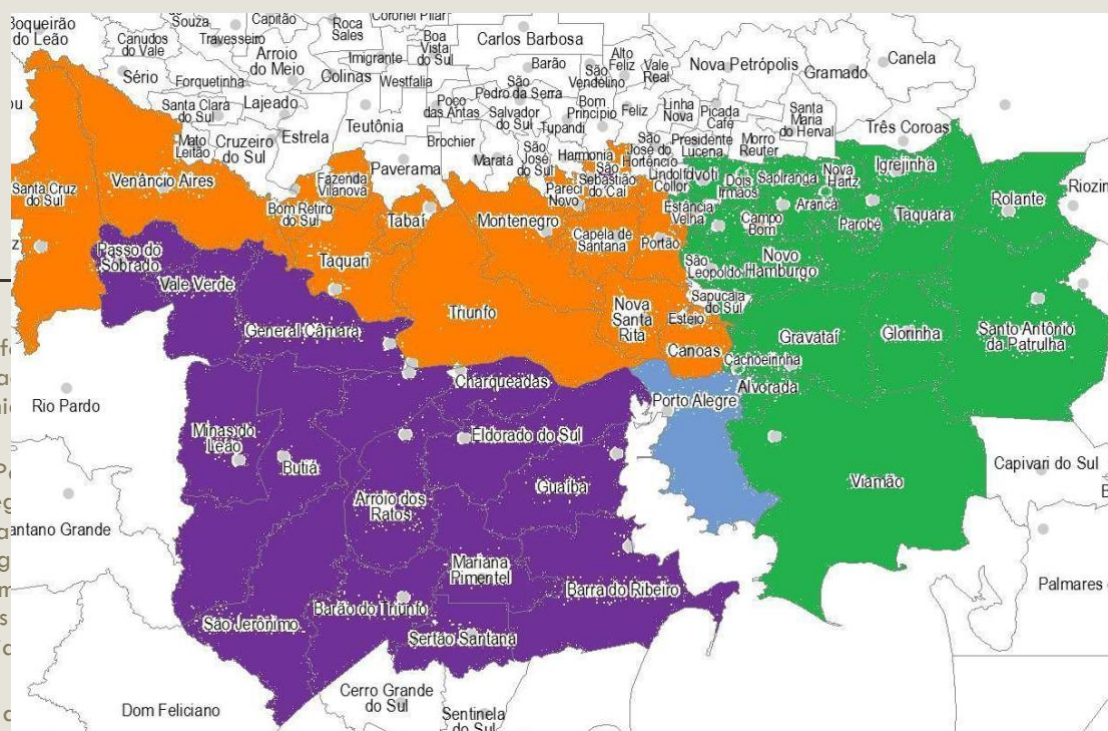 Boqueirão
do Leão
Souza
Canudos
do Vale
Travesseiro
Capitão
Sério
Forquetinha
Arroio
do Meio
Roca
Sales
Colinas
Imigrante
Coronel Pilar
Boa
Vista
do Sul
Westfalia
Carlos Barbosa
Barão
São
Pedro da Serra
São
Vendelino
Alto
Feliz
Vale
Real
Nova Petrópolis
Gramado
Canela
Santa Clara
do Sul
Lajeado
Mato
Leitão
Cruzeiro
do Sul
Estrela
Teutônia
Poço
das Antas
Salvador
do Sul
Tupandi
Bom
Princípio
Feliz
Linha
Nova
Picada
Café
Santa
Maria
do Herval
Três Coroas
Brochier
Paverama
Maratá
São
José
do Sul
Harmonia
São
Sebastião
do Caí
Pareci
Novo
São
José do
Hortêncio
Presidente
Lucena
Morro
Reuter
Lindolfo
Collor
Ivoti
Dois
Irmãos
Sapiranga
Nova
Hartz
Igrejinha
Santa Cruz
do Sul
Venâncio Aires
Fazenda
Vilanova
Bom Retiro
do Sul
Tabaí
Montenegro
Capela de
Santana
Portão
Estância
Velha
Campo
Bom
Araricá
Parobé
Taquara
Rolante
Riozin
Passo do
Sobrado
Vale Verde
Taquari
São
Leopoldo
Novo
Hamburgo
Sapucaia
do Sul
General Câmara
Triunfo
Nova
Santa
Rita
Esteio
Canoas
Gravataí
Glorinha
Santo Antônio
da Patrulha
Cachoeirinha
Alvorada
Porto Alegre
Rio Pardo
Charqueadas
Minas do
Leão
Butiá
Eldorado do Sul
Arroio dos
Ratos
Guaíba
Viamão
Capivari do Sul
antano Grande
Mariana
Pimentel
Barra do Ribeiro
Palmares
Barão do Triunfo
São Jerônimo
Sertão Santana
Cerro Grande
do Sul
Sentinela
do Sul
Dom Feliciano